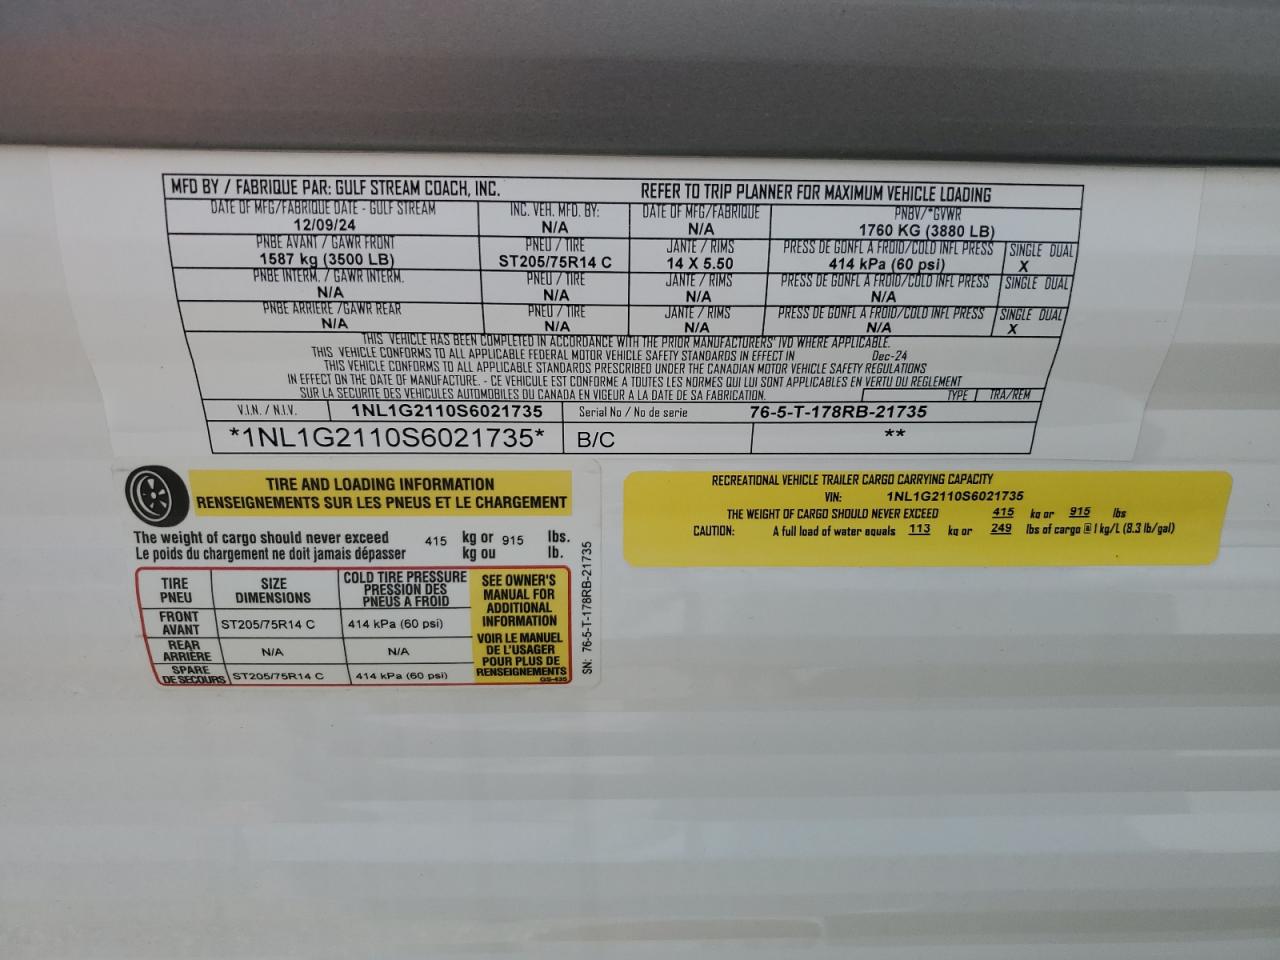 MFD BY / FABRIQUE PAR: GULF STREAM COACH, INC. REFER TO TRIP PLANNER FOR MAXIMUM VEHICLE LOADING
DATE OF MFG/FABRIQUE DATE - GULF STREAM INC. VEH. MFD. BY: DATE OF MFG/FABRIQUE PNBV/*GVWR
12/09/24 N/A N/A 1760 KG (3880 LB)
PNBE AVANT / GAWR FRONT PNEU / TIRE JANTE / RIMS PRESS DE GONFL A FROID/COLD INFL PRESS SINGLE DUAL
1587 kg (3500 LB) ST205/75R14 C 14 X 5.50 414 kPa (60 psi) X
PNBE INTERM. / GAWR INTERM. PNEU / TIRE JANTE / RIMS PRESS DE GONFL A FROID/COLD INFL PRESS SINGLE DUAL
N/A N/A N/A N/A
PNBE ARRIERE /GAWR REAR PNEU / TIRE JANTE / RIMS PRESS DE GONFL A FROID/COLD INFL PRESS SINGLE DUAL
N/A N/A N/A N/A X
THIS VEHICLE HAS BEEN COMPLETED IN ACCORDANCE WITH THE PRIOR MANUFACTURERS' IVD WHERE APPLICABLE.
THIS VEHICLE CONFORMS TO ALL APPLICABLE FEDERAL MOTOR VEHICLE SAFETY STANDARDS IN EFFECT IN Dec-24
THIS VEHICLE CONFORMS TO ALL APPLICABLE STANDARDS PRESCRIBED UNDER THE CANADIAN MOTOR VEHICLE SAFETY REGULATIONS
IN EFFECT ON THE DATE OF MANUFACTURE. - CE VEHICULE EST CONFORME A TOUTES LES NORMES QUI LUI SONT APPLICABLES EN VERTU DU REGLEMENT
SUR LA SECURITE DES VEHICULES AUTOMOBILES DU CANADA EN VIGEUR A LA DATE DE SA FABRICATION. TYPE TRA/REM
V.I.N. / N.I.V. 1NL1G2110S6021735 Serial No / No de serie 76-5-T-178RB-21735
*1NL1G2110S6021735* B/C **
TIRE AND LOADING INFORMATION
RENSEIGNEMENTS SUR LES PNEUS ET LE CHARGEMENT
The weight of cargo should never exceed 415 kg or 915 lbs.
Le poids du chargement ne doit jamais dépasser kg ou lb.
TIRE PNEU SIZE DIMENSIONS COLD TIRE PRESSURE PRESSION DES PNEUS A FROID
FRONT AVANT ST205/75R14 C 414 kPa (60 psi)
REAR ARRIÈRE N/A N/A
SPARE DE SECOURS ST205/75R14 C 414 kPa (60 psi)
SEE OWNER'S
MANUAL FOR
ADDITIONAL
INFORMATION
VOIR LE MANUEL
DE L'USAGER
POUR PLUS DE
RENSEIGNEMENTS
GS-435
SN: 76-5-T-178RB-21735
RECREATIONAL VEHICLE TRAILER CARGO CARRYING CAPACITY
VIN: 1NL1G2110S6021735
THE WEIGHT OF CARGO SHOULD NEVER EXCEED 415 kg or 915 lbs
CAUTION: A full load of water equals 113 kg or 249 lbs of cargo @ 1 kg/L (8.3 lb/gal)